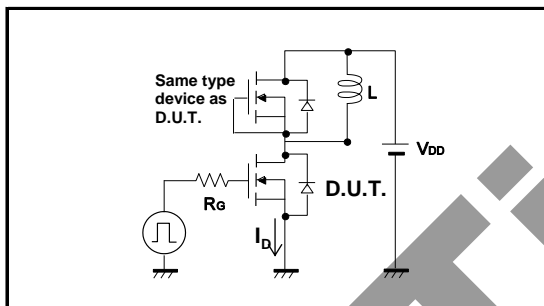 Same type
device as
D.U.T.
L
VDD
D.U.T.
RG
ID